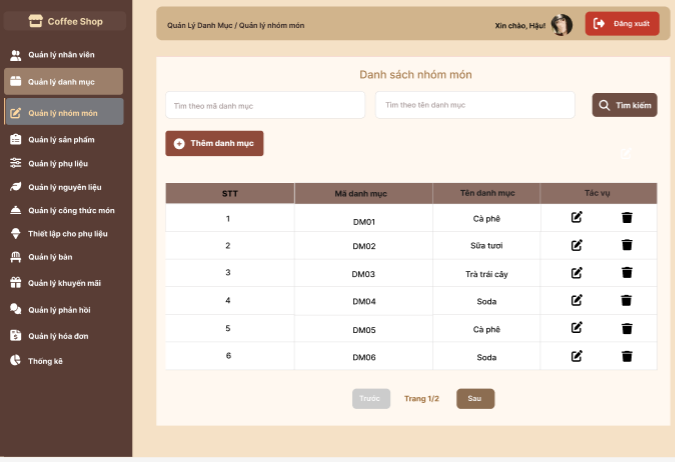 Coffee Shop
Quản lý nhân viên
Quản lý danh mục
Quản lý nhóm món
Quản lý sản phẩm
Quản lý phụ liệu
Quản lý nguyên liệu
Quản lý công thức món
Thiết lập cho phụ liệu
Quản lý bàn
Quản lý khuyến mãi
Quản lý phản hồi
Quản lý hóa đơn
Thống kê
Quản Lý Danh Mục / Quản lý nhóm món
Xin chào, Hậu!
Đăng xuất
Danh sách nhóm món
Tìm theo mã danh mục
Tìm theo tên danh mục
Tìm kiếm
Thêm danh mục
STT Mã danh mục Tên danh mục Tác vụ
1 DM01 Cà phê
2 DM02 Sữa tươi
3 DM03 Trà trái cây
4 DM04 Soda
5 DM05 Cà phê
6 DM06 Soda
Trước Trang 1/2 Sau